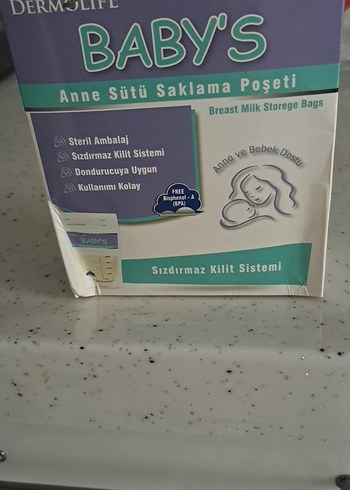 DERMOLIFE
BABY'S
Anne Sütü Saklama Poşeti
Breast Milk Storege Bags
Steril Ambalaj
Sızdırmaz Kilit Sistemi
Dondurucuya Uygun
Kullanımı Kolay
FREE
Bisphenol - A
(BPA)
Anne ve Bebek Dostu
BABY'S
Sızdırmaz Kilit Sistemi